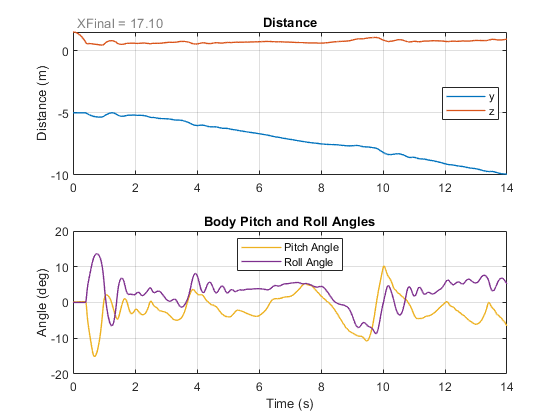 XFinal = 17.10
Distance
0
-5
-10
Distance (m)
y
z
0 2 4 6 8 10 12 14
Body Pitch and Roll Angles
20
10
0
-10
-20
Angle (deg)
Pitch Angle
Roll Angle
0 2 4 6 8 10 12 14
Time (s)